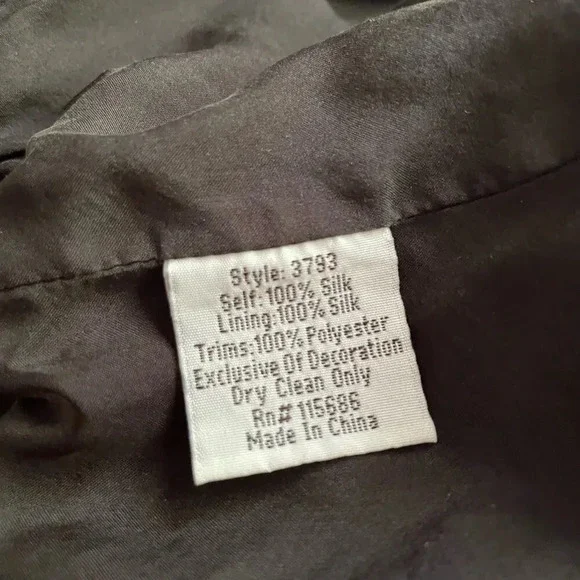 Style: 3793
Self:100% Silk
Lining:100% Silk
Trims:100% Polyester
Exclusive Of Decoration
Dry Clean Only
Rn# 115686
Made In China